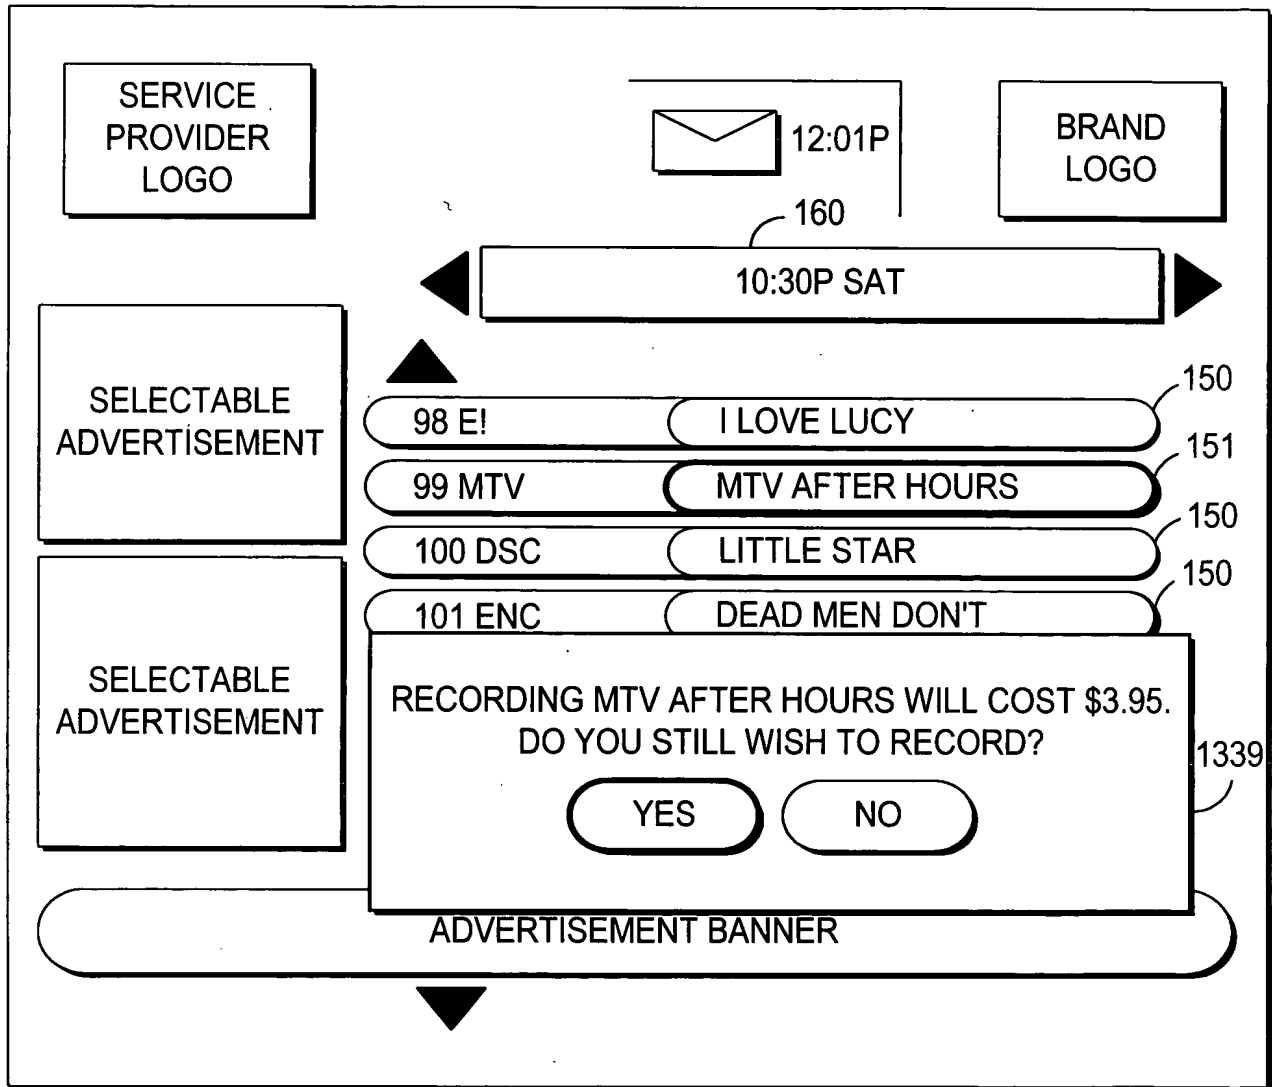 SERVICE
PROVIDER
LOGO
12:01P
BRAND
LOGO
160
10:30P SAT
SELECTABLE
ADVERTISEMENT
150
98 E! I LOVE LUCY
151
99 MTV MTV AFTER HOURS
150
100 DSC LITTLE STAR
150
101 ENC DEAD MEN DON'T
SELECTABLE
ADVERTISEMENT
RECORDING MTV AFTER HOURS WILL COST $3.95.
DO YOU STILL WISH TO RECORD?
1339
YES NO
ADVERTISEMENT BANNER